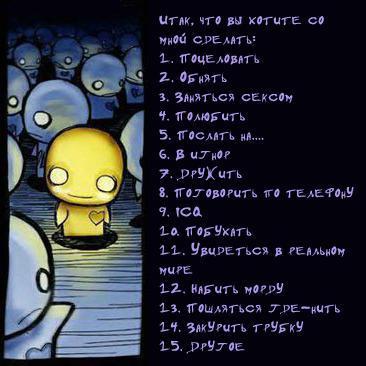 Итак, что вы хотите со
мной сделать:
1. Поцеловать
2. Обнять
3. Заняться сексом
4. Полюбить
5. Послать на....
6. В игнор
7. Дружить
8. Поговорить по телефону
9. ICQ
10. Побухать
11. Увидеться в реальном
мире
12. Набить морду
13. Пошляться где-нить
14. Закурить трубку
15. Другое